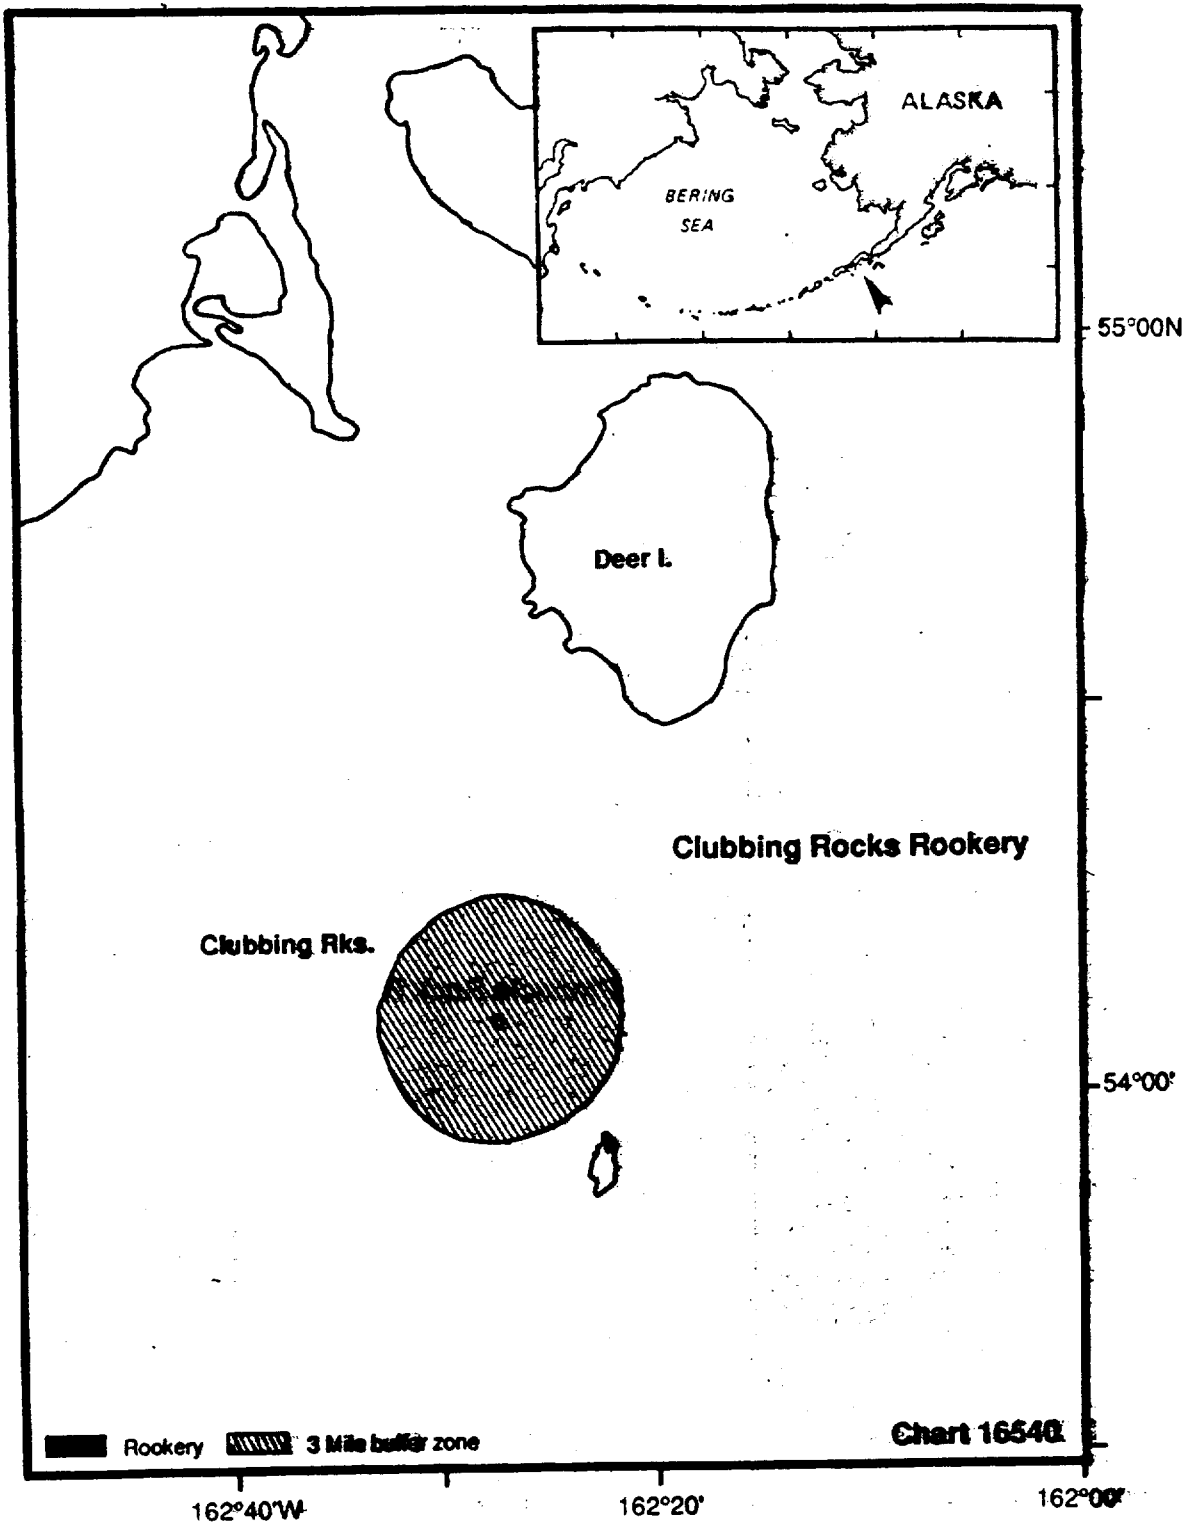 ALASKA
BERING
SEA
55°00N
Deer I.
Clubbing Rocks Rookery
Clubbing Rks.
54°00'
Chart 16540
Rookery
3 Mile buffer zone
162°40'W
162°20'
162°00'